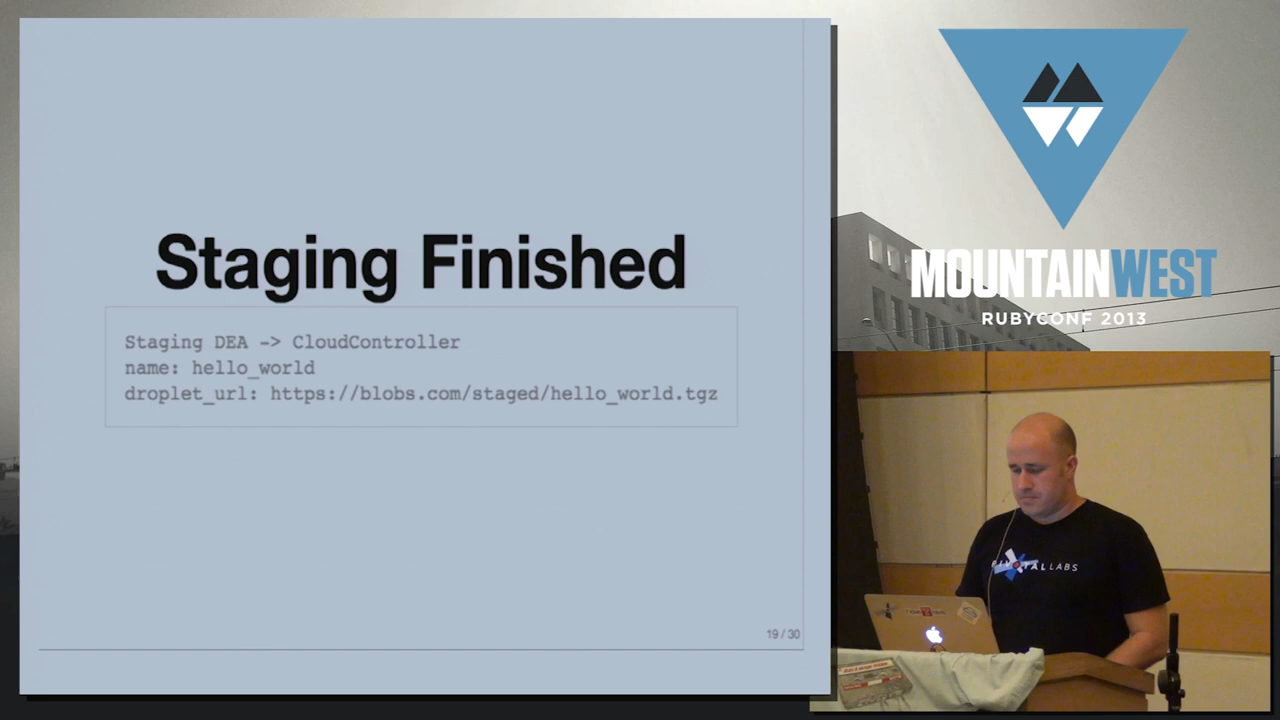 Staging Finished
Staging DEA -> CloudController
name: hello_world
droplet_url: https://blobs.com/staged/hello_world.tgz
19 / 30
MOUNTAINWEST
RUBYCONF 2013
PIVOTALLABS